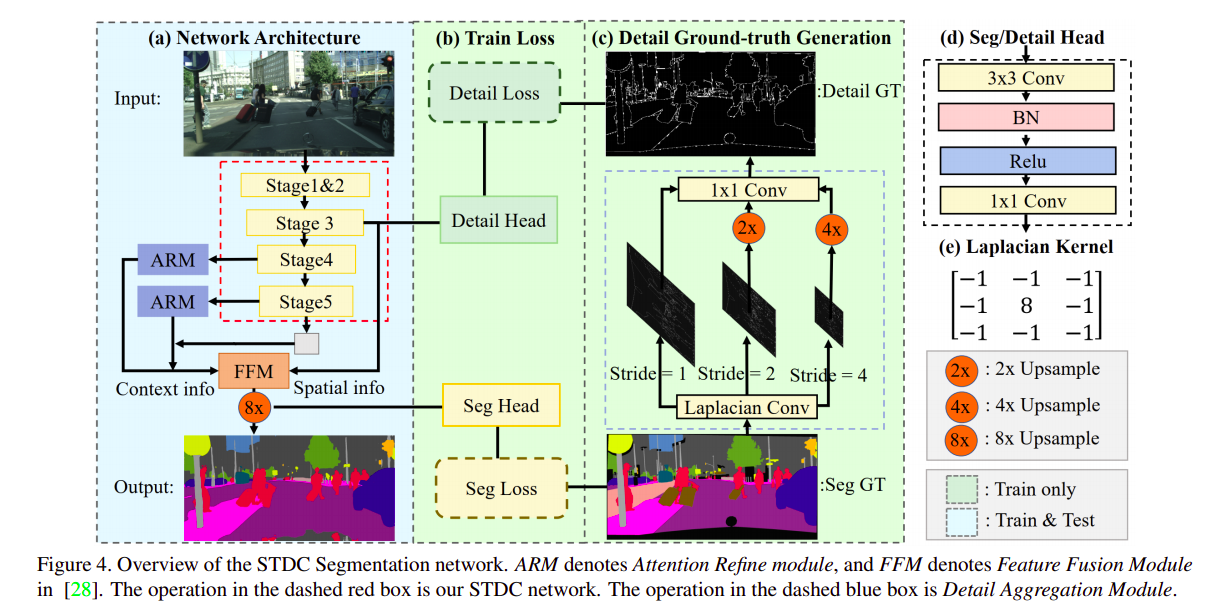 (a) Network Architecture
(b) Train Loss
(c) Detail Ground-truth Generation
(d) Seg/Detail Head
Input:
Stage1&2
Stage 3
Stage4
Stage5
ARM
ARM
FFM
Context info
Spatial info
8x
Output:
Detail Loss
Detail Head
Seg Head
Seg Loss
:Detail GT
1x1 Conv
2x
4x
Stride = 1
Stride = 2
Stride = 4
Laplacian Conv
:Seg GT
3x3 Conv
BN
Relu
1x1 Conv
(e) Laplacian Kernel
−1 −1 −1
−1 8 −1
−1 −1 −1
2x : 2x Upsample
4x : 4x Upsample
8x : 8x Upsample
: Train only
: Train & Test
Figure 4. Overview of the STDC Segmentation network. ARM denotes Attention Refine module, and FFM denotes Feature Fusion Module
in [28]. The operation in the dashed red box is our STDC network. The operation in the dashed blue box is Detail Aggregation Module.